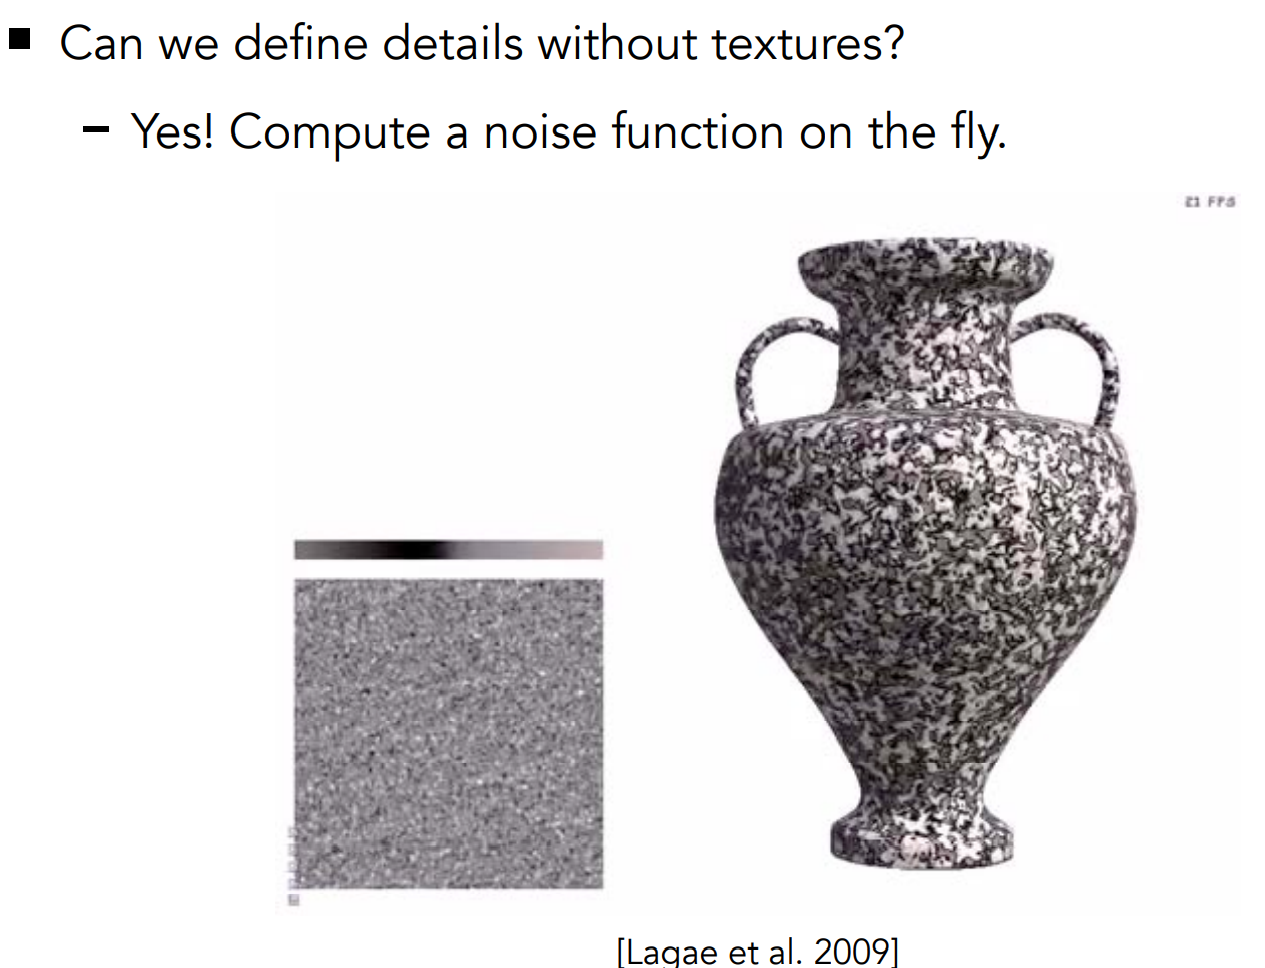 Can we define details without textures?
– Yes! Compute a noise function on the fly.
21 FPS
[Lagae et al. 2009]